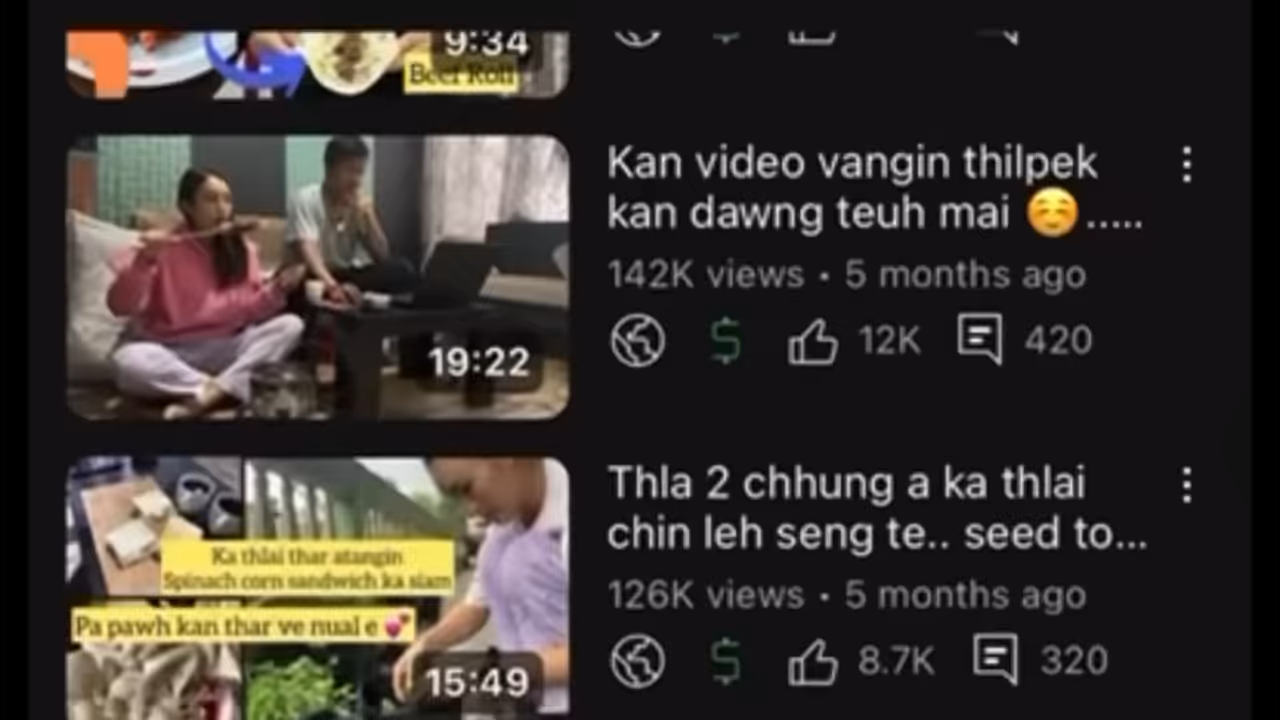 9:34
Beef Roll
Kan video vangin thilpek
kan dawng teuh mai ☺️.....
142K views • 5 months ago
12K 420
19:22
Thla 2 chhung a ka thlai
chin leh seng te.. seed to...
126K views • 5 months ago
8.7K 320
Ka thlai thar atangin
Spinach corn sandwich ka siam
Pa pawh kan thar ve nual e 💕
15:49